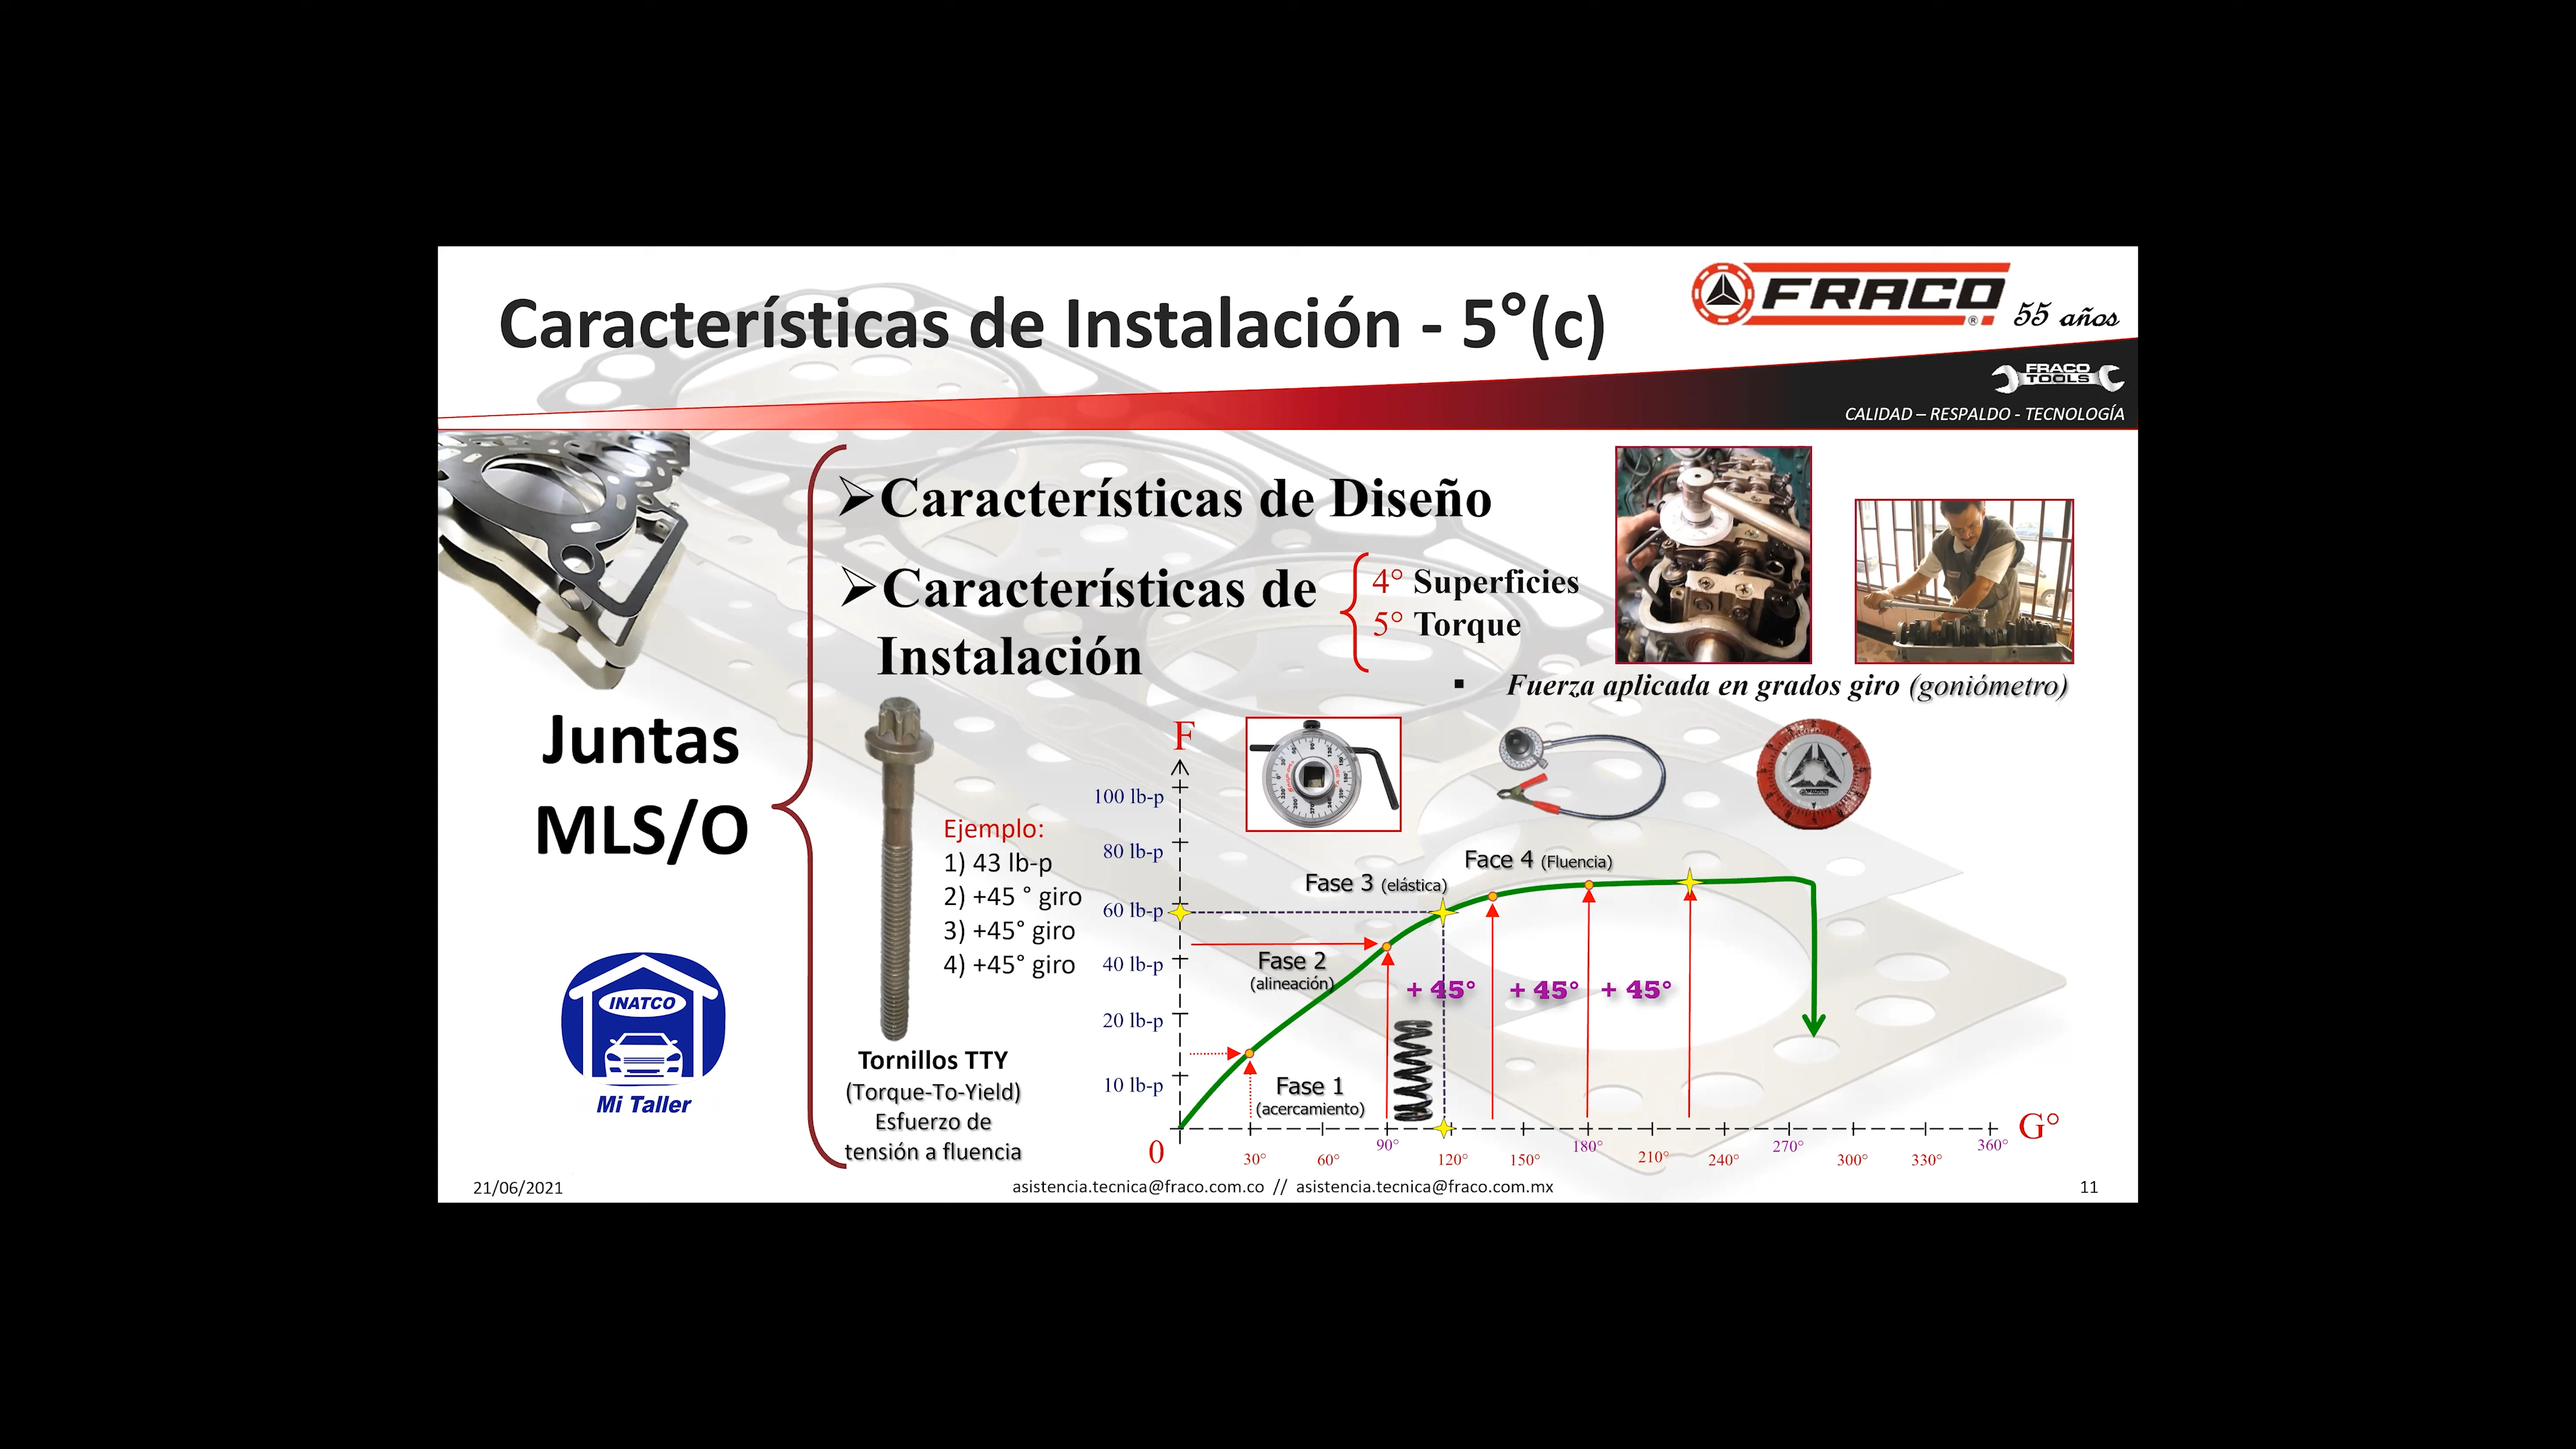 Características de Instalación - 5°(c)
FRACO
®
55 años
FRACO
TOOLS
CALIDAD – RESPALDO - TECNOLOGÍA
➢Características de Diseño
➢Características de
Instalación
4° Superficies
5° Torque
▪ Fuerza aplicada en grados giro (goniómetro)
Juntas
MLS/O
INATCO
Mi Taller
Ejemplo:
1) 43 lb-p
2) +45 ° giro
3) +45° giro
4) +45° giro
Tornillos TTY
(Torque-To-Yield)
Esfuerzo de
tensión a fluencia
F
100 lb-p
80 lb-p
60 lb-p
40 lb-p
20 lb-p
10 lb-p
0
Face 4 (Fluencia)
Fase 3 (elástica)
Fase 2
(alineación)
Fase 1
(acercamiento)
+ 45°
+ 45°
+ 45°
30°
60°
90°
120°
150°
180°
210°
240°
270°
300°
330°
360°
G°
21/06/2021
asistencia.tecnica@fraco.com.co // asistencia.tecnica@fraco.com.mx
11